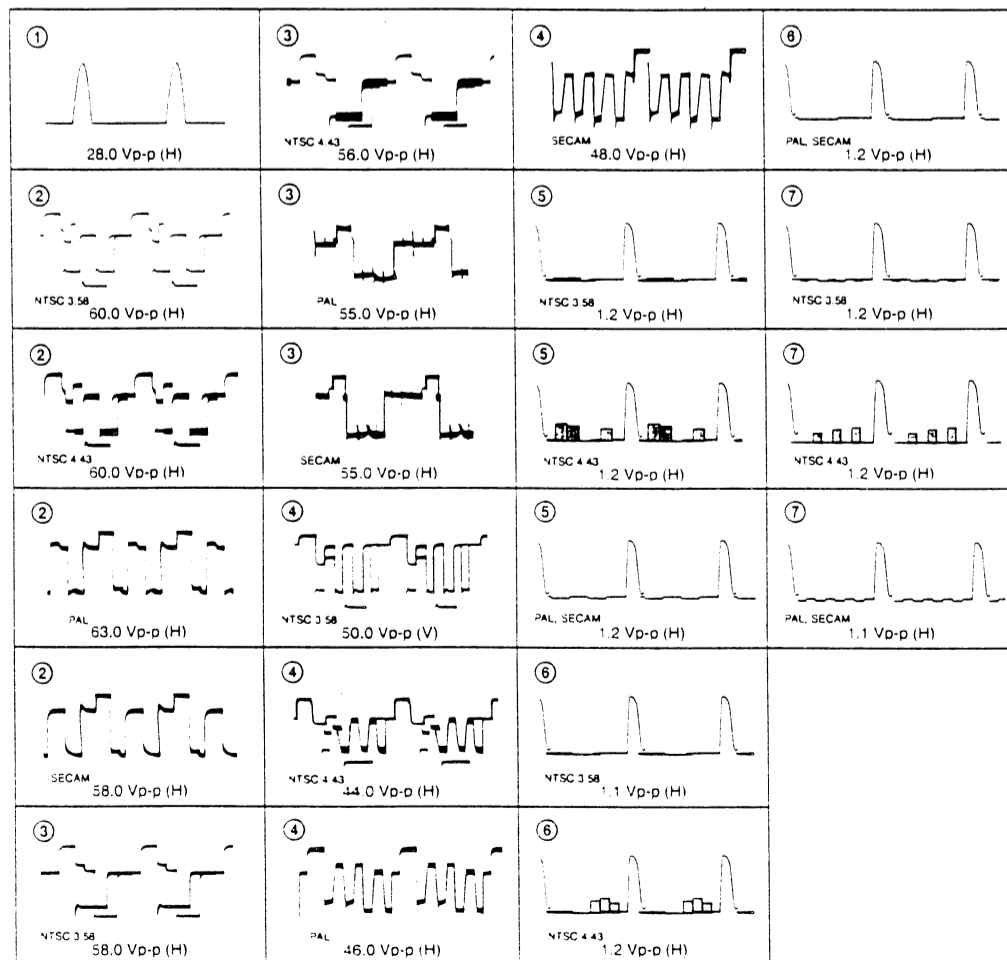 ①
28.0 Vp-p (H)
③
NTSC 4.43
56.0 Vp-p (H)
④
SECAM
48.0 Vp-p (H)
⑥
PAL, SECAM
1.2 Vp-p (H)
②
NTSC 3.58
60.0 Vp-p (H)
③
PAL
55.0 Vp-p (H)
⑤
NTSC 3.58
1.2 Vp-p (H)
⑦
NTSC 3.58
1.2 Vp-p (H)
②
NTSC 4.43
60.0 Vp-p (H)
③
SECAM
55.0 Vp-p (H)
⑤
NTSC 4.43
1.2 Vp-p (H)
⑦
NTSC 4.43
1.2 Vp-p (H)
②
PAL
63.0 Vp-p (H)
④
NTSC 3.58
50.0 Vp-p (V)
⑤
PAL, SECAM
1.2 Vp-p (H)
⑦
PAL, SECAM
1.1 Vp-p (H)
②
SECAM
58.0 Vp-p (H)
④
NTSC 4.43
44.0 Vp-p (H)
⑥
NTSC 3.58
1.1 Vp-p (H)
③
NTSC 3.58
58.0 Vp-p (H)
④
PAL
46.0 Vp-p (H)
⑥
NTSC 4.43
1.2 Vp-p (H)